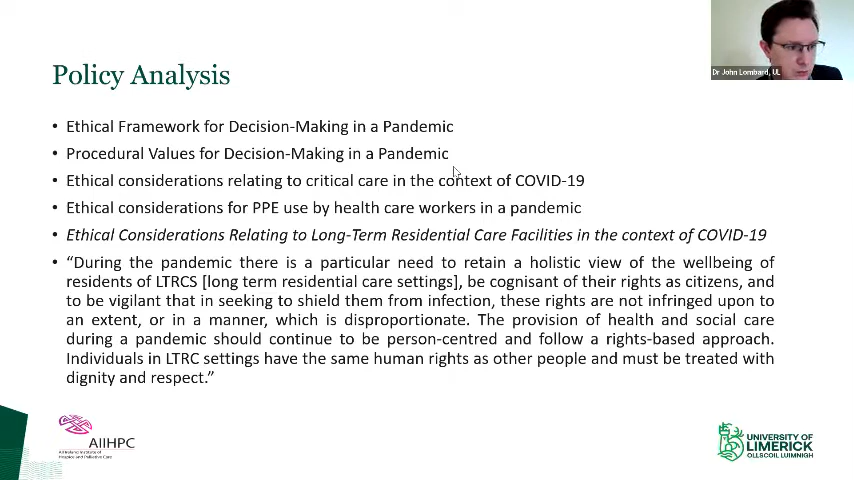 Dr John Lombard, UL
Policy Analysis
• Ethical Framework for Decision-Making in a Pandemic
• Procedural Values for Decision-Making in a Pandemic
• Ethical considerations relating to critical care in the context of COVID-19
• Ethical considerations for PPE use by health care workers in a pandemic
• Ethical Considerations Relating to Long-Term Residential Care Facilities in the context of COVID-19
• “During the pandemic there is a particular need to retain a holistic view of the wellbeing of
residents of LTRCS [long term residential care settings], be cognisant of their rights as citizens, and
to be vigilant that in seeking to shield them from infection, these rights are not infringed upon to
an extent, or in a manner, which is disproportionate. The provision of health and social care
during a pandemic should continue to be person-centred and follow a rights-based approach.
Individuals in LTRC settings have the same human rights as other people and must be treated with
dignity and respect.”
AIIHPC
All Ireland Institute of
Hospice and Palliative Care
UNIVERSITY OF
LIMERICK
OLLSCOIL LUIMNIGH